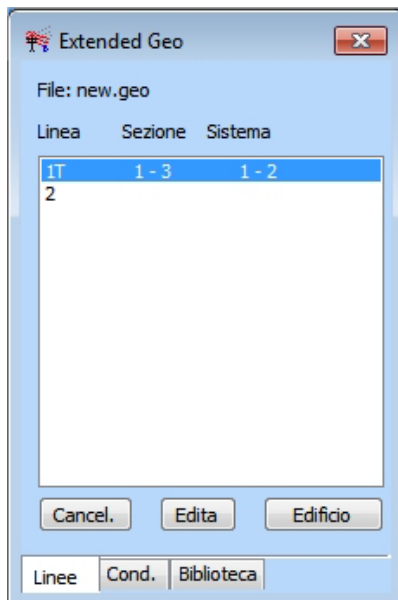 Extended Geo
File: new.geo
Linea Sezione Sistema
1T 1 - 3 1 - 2
2
Cancel. Edita Edificio
Linee Cond. Biblioteca